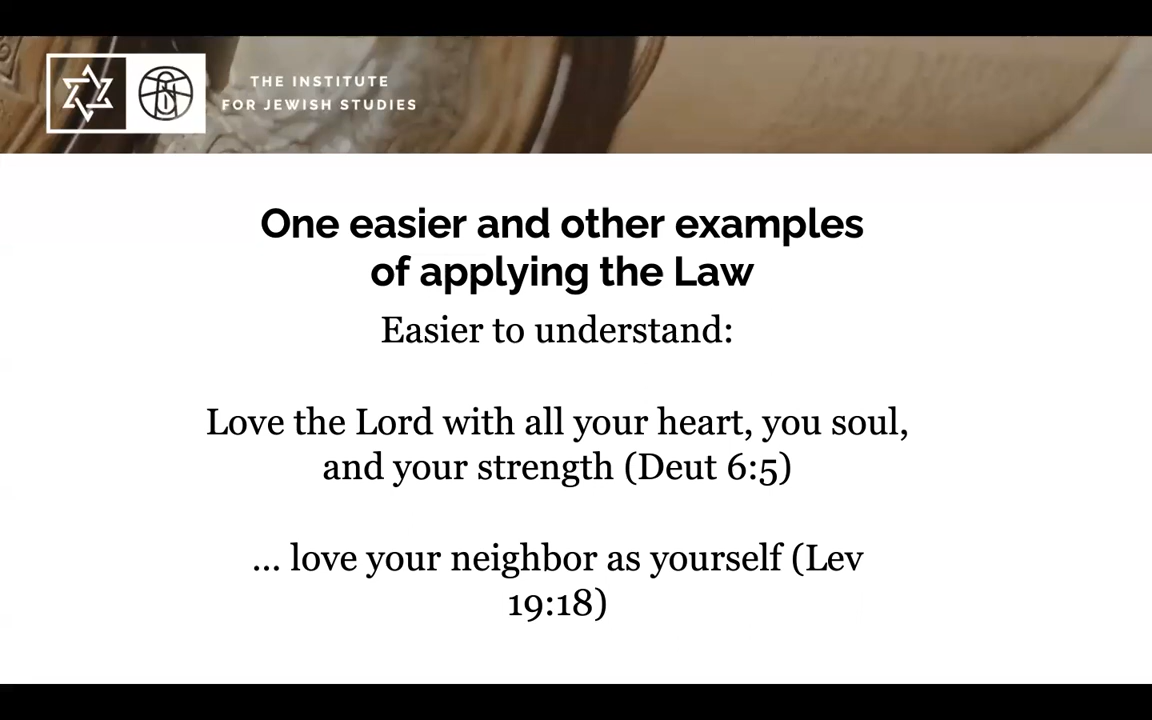 THE INSTITUTE
FOR JEWISH STUDIES
One easier and other examples
of applying the Law
Easier to understand:
Love the Lord with all your heart, you soul,
and your strength (Deut 6:5)
... love your neighbor as yourself (Lev
19:18)